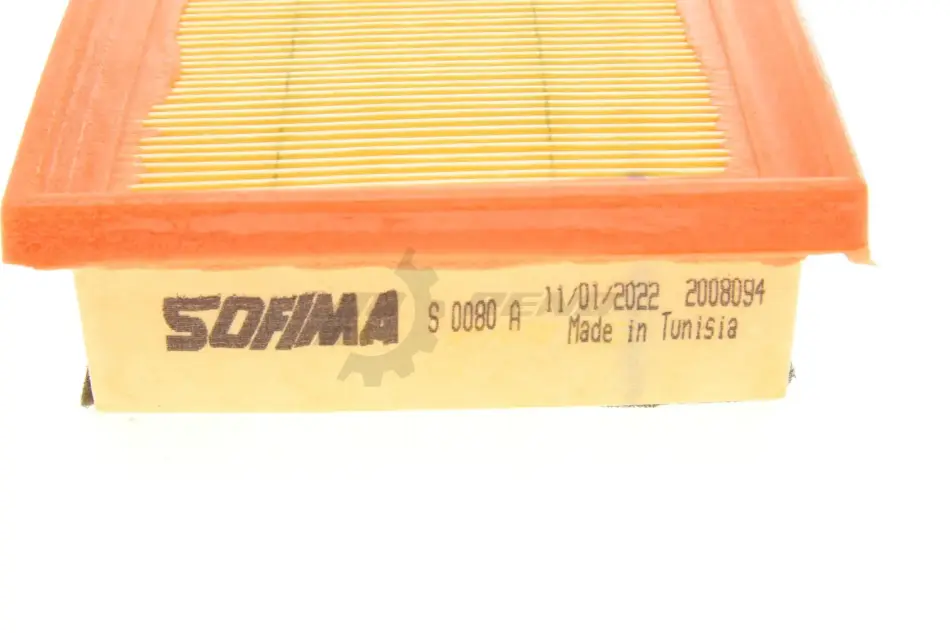 SOFIMA S 0080 A 11/01/2022 2008094
Made in Tunisia